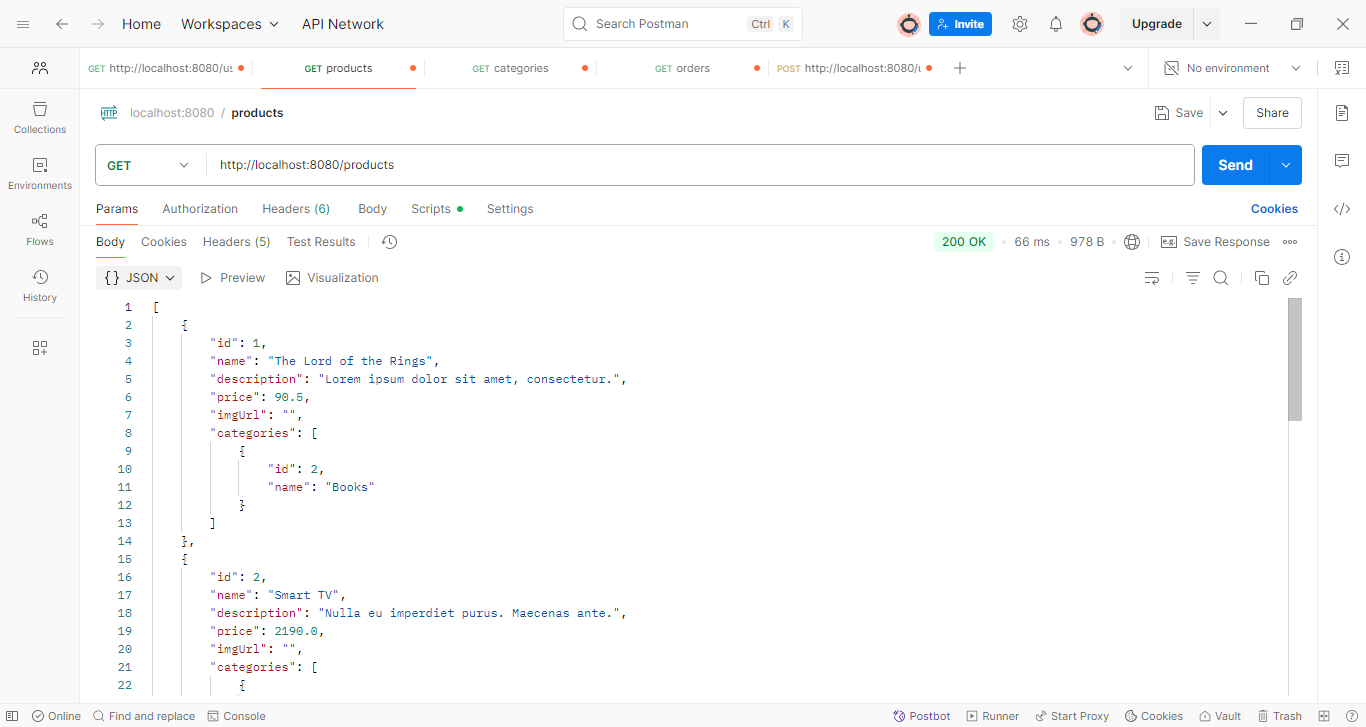 Home Workspaces API Network Search Postman Ctrl K Invite Upgrade
GET http://localhost:8080/us GET products GET categories GET orders POST http://localhost:8080/u No environment
HTTP localhost:8080 / products Save Share
Collections
GET http://localhost:8080/products Send
Environments
Params Authorization Headers (6) Body Scripts Settings Cookies
Flows
Body Cookies Headers (5) Test Results 200 OK 66 ms 978 B e.g. Save Response
History
{} JSON Preview Visualization
1 [
2 {
3 "id": 1,
4 "name": "The Lord of the Rings",
5 "description": "Lorem ipsum dolor sit amet, consectetur.",
6 "price": 90.5,
7 "imgUrl": "",
8 "categories": [
9 {
10 "id": 2,
11 "name": "Books"
12 }
13 ]
14 },
15 {
16 "id": 2,
17 "name": "Smart TV",
18 "description": "Nulla eu imperdiet purus. Maecenas ante.",
19 "price": 2190.0,
20 "imgUrl": "",
21 "categories": [
22 {
Online Find and replace Console Postbot Runner Start Proxy Cookies Vault Trash